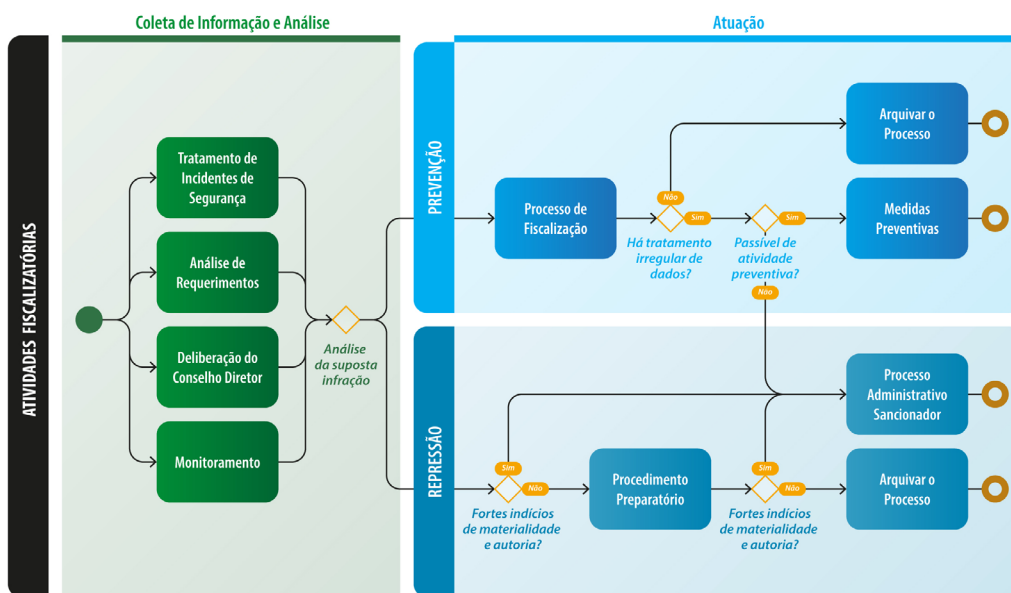 Coleta de Informação e Análise
Atuação
ATIVIDADES FISCALIZATÓRIAS
Tratamento de
Incidentes de
Segurança
Análise de
Requerimentos
Deliberação do
Conselho Diretor
Monitoramento
Análise
da suposta
infração
PREVENÇÃO
Processo de
Fiscalização
Não
Sim
Há tratamento
irregular de
dados?
Sim
Passível de
atividade
preventiva?
Não
Arquivar o
Processo
Medidas
Preventivas
REPRESSÃO
Sim
Não
Fortes indícios
de materialidade
e autoria?
Procedimento
Preparatório
Sim
Não
Fortes indícios
de materialidade
e autoria?
Processo
Administrativo
Sancionador
Arquivar o
Processo